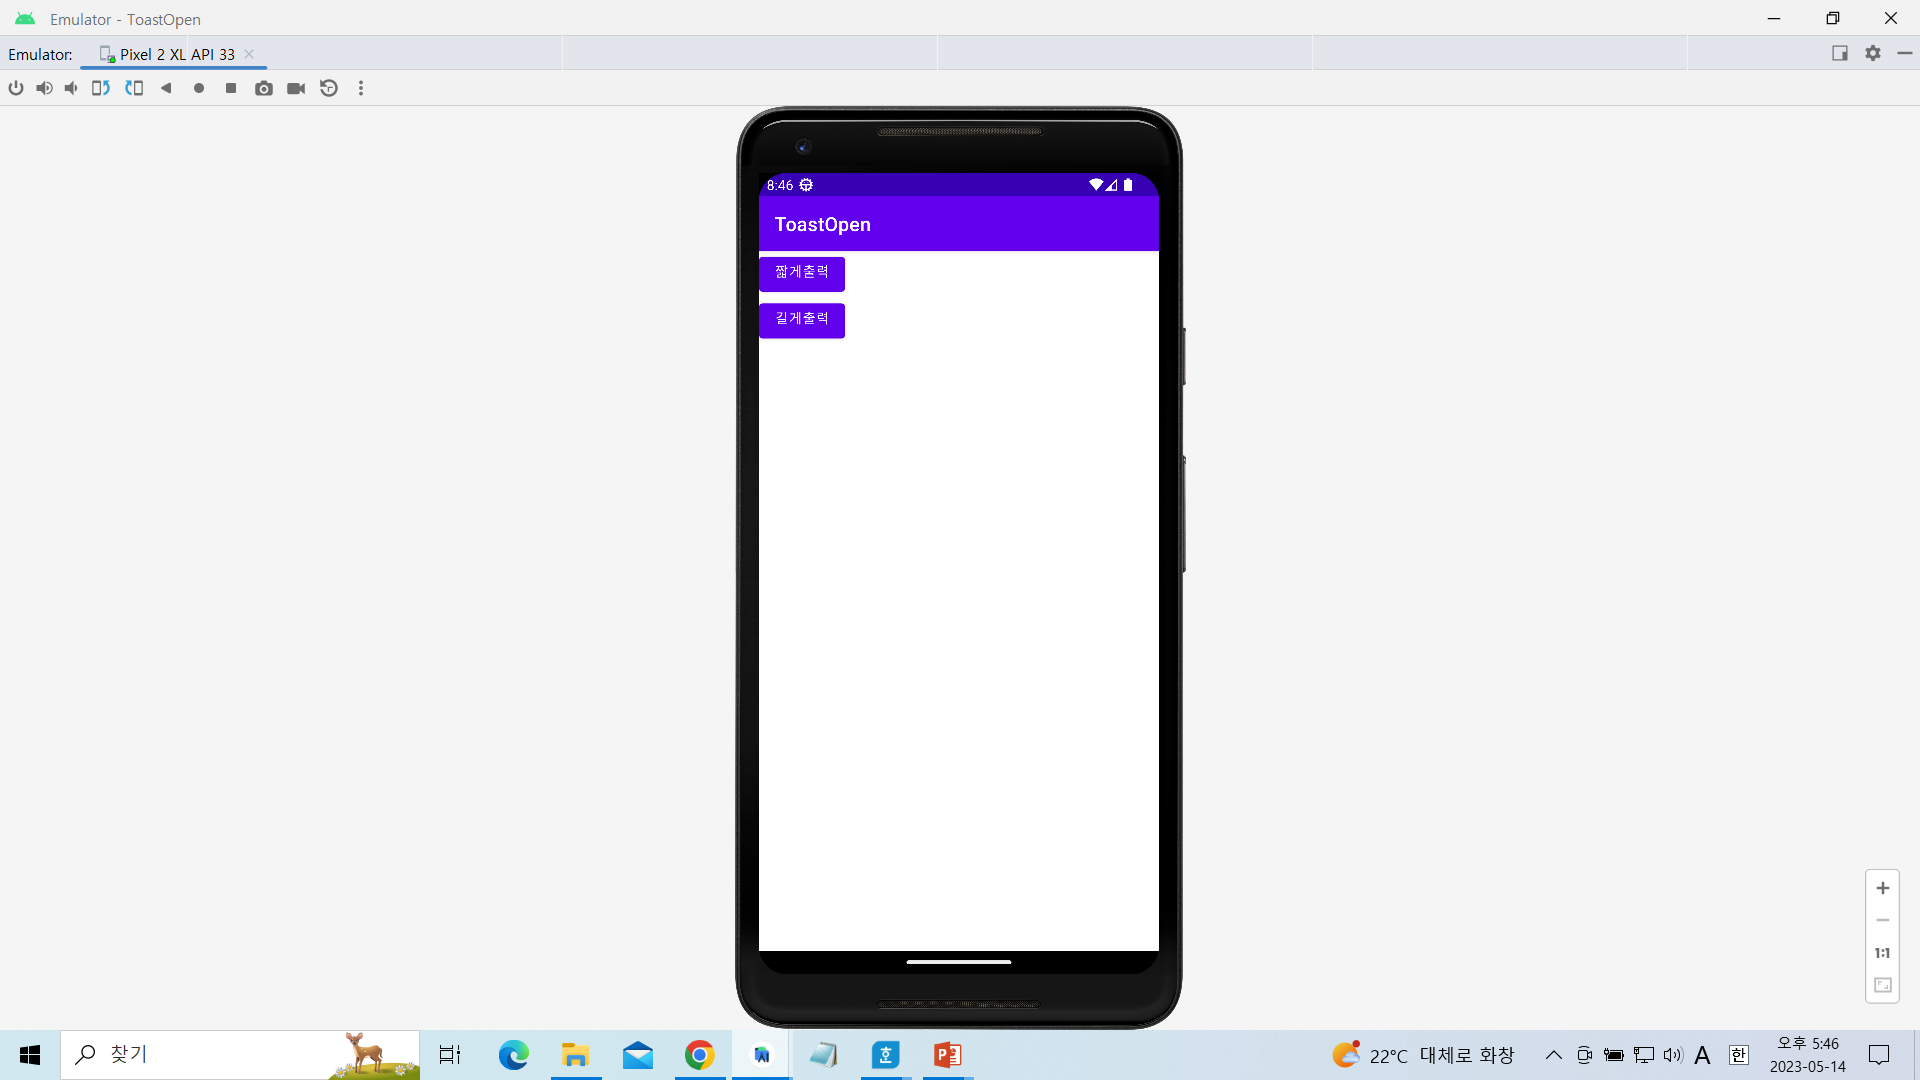 Emulator - ToastOpen
Emulator: Pixel 2 XL API 33
8:46
ToastOpen
짧게출력
길게출력
1:1
찾기
22°C 대체로 화창
A
한
오후 5:46
2023-05-14